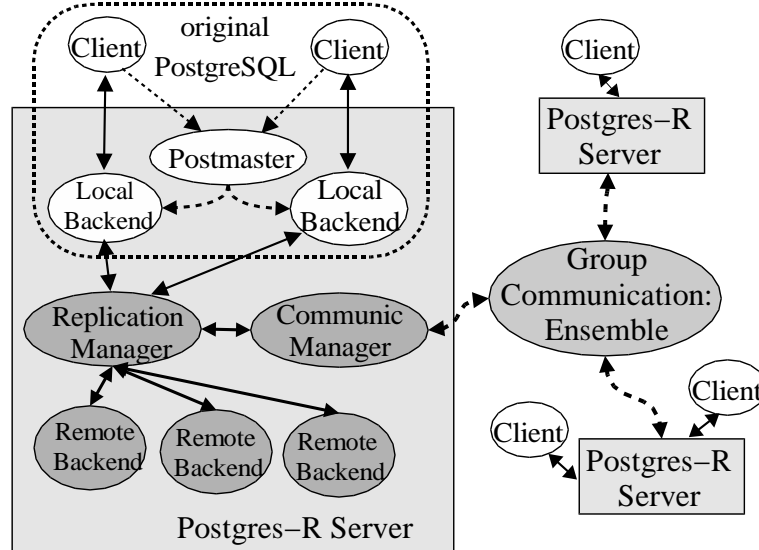 Client
original
PostgreSQL
Client
Postmaster
Local
Backend
Local
Backend
Replication
Manager
Communic
Manager
Remote
Backend
Remote
Backend
Remote
Backend
Postgres–R Server
Client
Postgres–R
Server
Group
Communication:
Ensemble
Client
Client
Postgres–R
Server